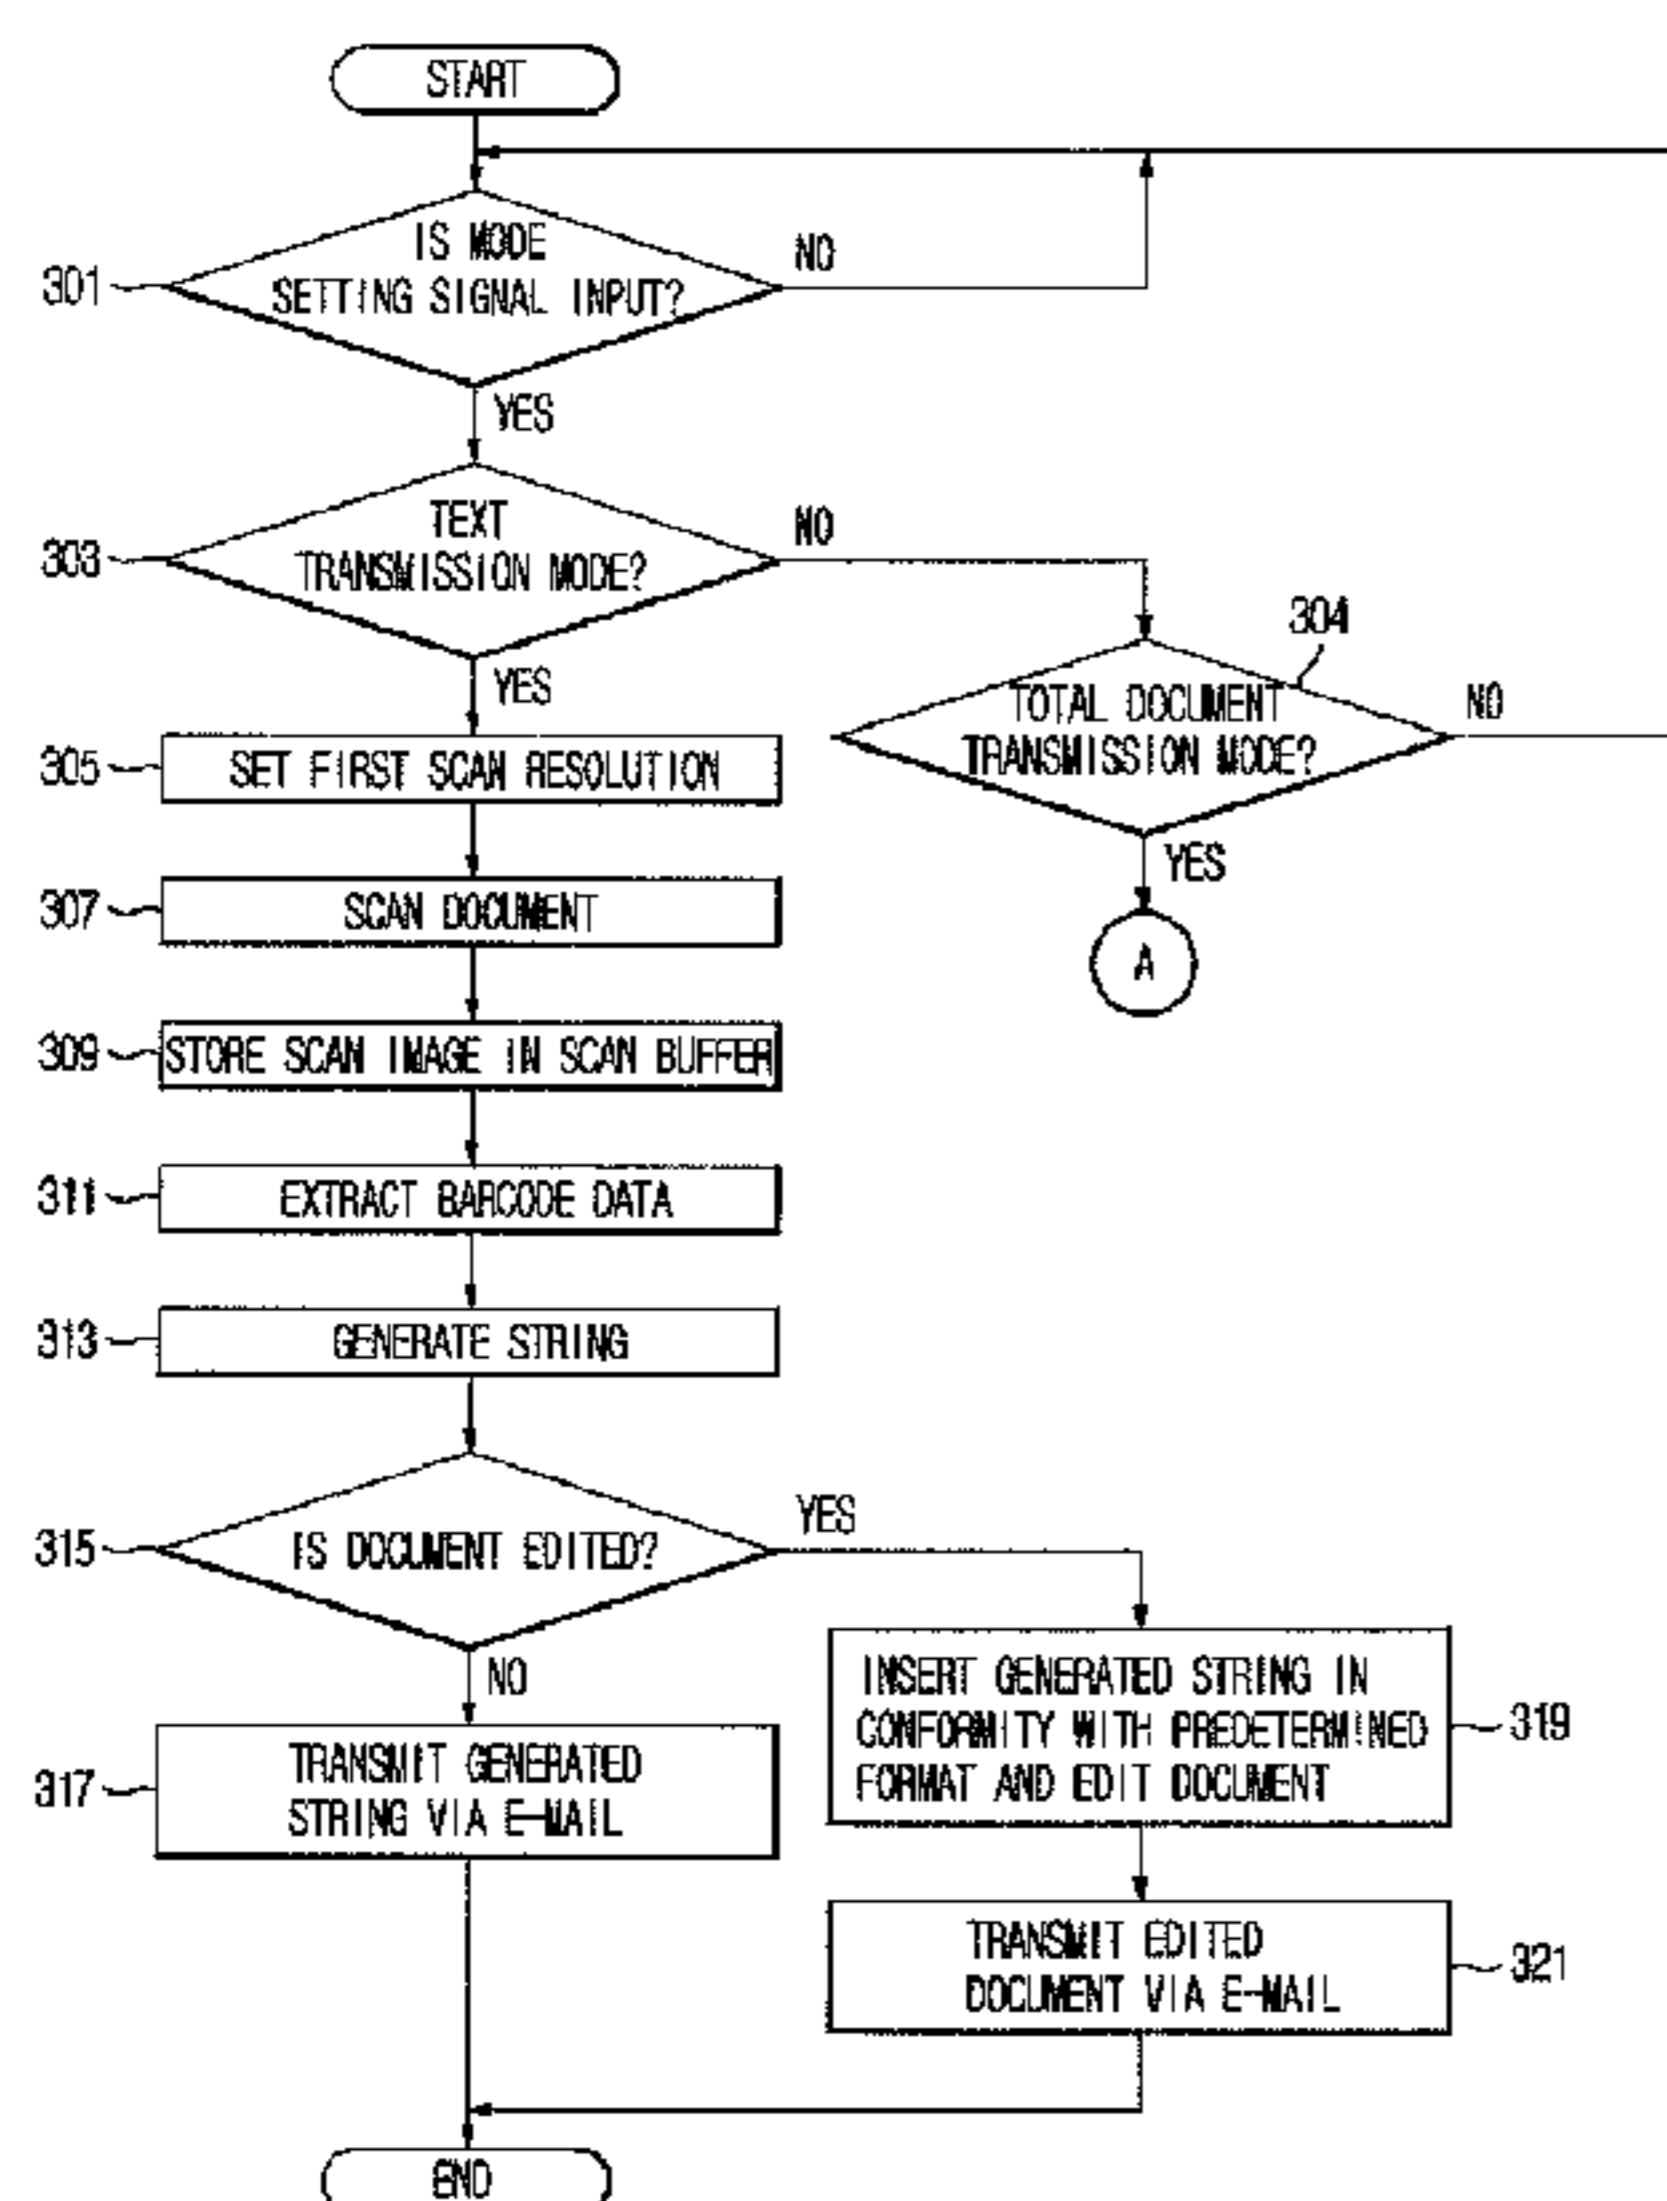 START
IS MODE
SETTING SIGNAL INPUT?
NO
301
YES
TEXT
TRANSMISSION MODE?
NO
303
304
YES
TOTAL DOCUMENT
TRANSMISSION MODE?
NO
305
SET FIRST SCAN RESOLUTION
YES
307
SCAN DOCUMENT
A
309
STORE SCAN IMAGE IN SCAN BUFFER
311
EXTRACT BARCODE DATA
313
GENERATE STRING
315
IS DOCUMENT EDITED?
YES
NO
INSERT GENERATED STRING IN
CONFORMITY WITH PREDETERMINED
FORMAT AND EDIT DOCUMENT
319
317
TRANSMIT GENERATED
STRING VIA E-MAIL
TRANSMIT EDITED
DOCUMENT VIA E-MAIL
321
END